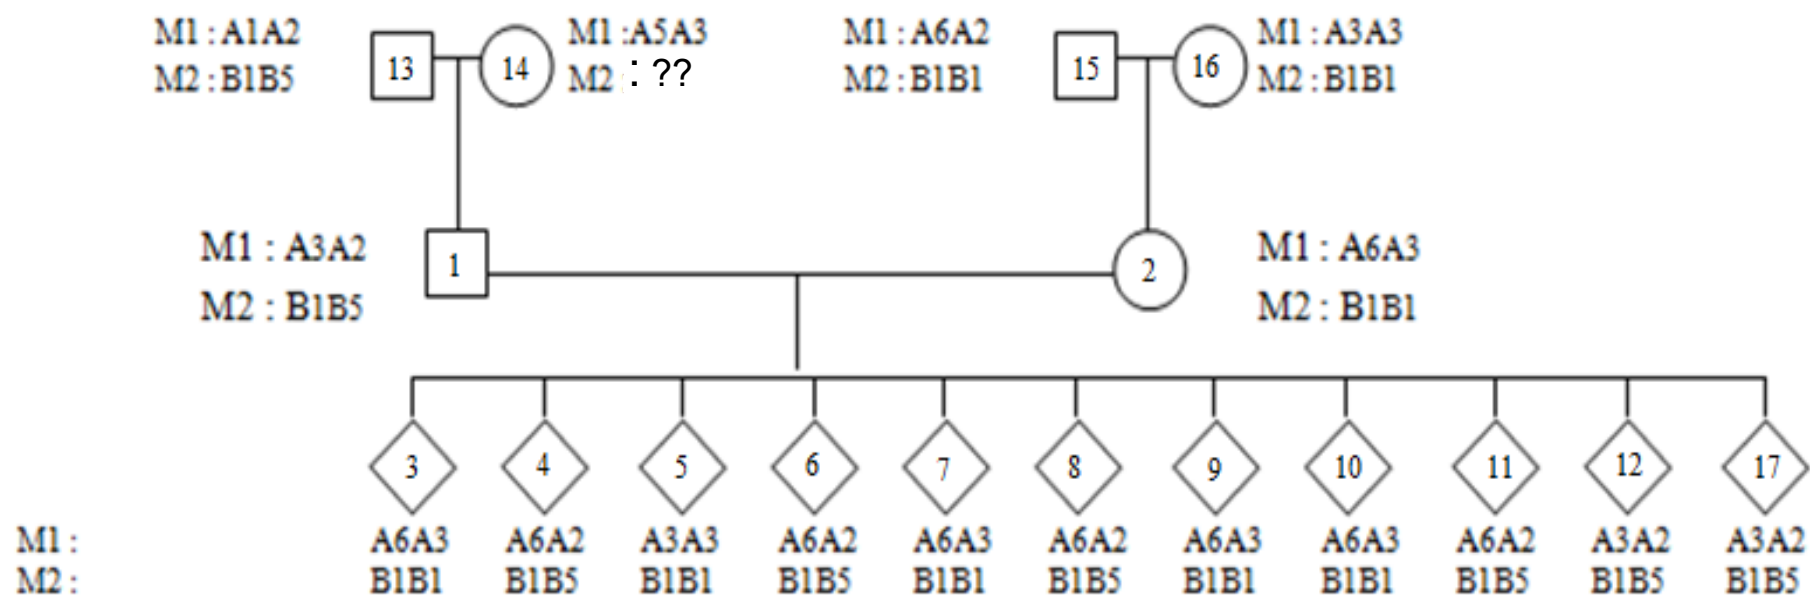 M1 : A1A2
M2 : B1B5
13
14
M1 :A5A3
M2 : ??
M1 : A6A2
M2 : B1B1
15
16
M1 : A3A3
M2 : B1B1
M1 : A3A2
M2 : B1B5
1
2
M1 : A6A3
M2 : B1B1
3 4 5 6 7 8 9 10 11 12 17
M1 : A6A3 A6A2 A3A3 A6A2 A6A3 A6A2 A6A3 A6A3 A6A2 A3A2 A3A2
M2 : B1B1 B1B5 B1B1 B1B5 B1B1 B1B5 B1B1 B1B1 B1B5 B1B5 B1B5